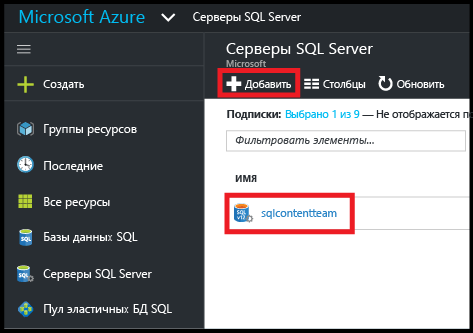 Microsoft Azure Серверы SQL Server
Создать
Группы ресурсов
Последние
Все ресурсы
Базы данных SQL
Серверы SQL Server
Пул эластичных БД SQL
Серверы SQL Server
Microsoft
Добавить Столбцы Обновить
Подписки: Выбрано 1 из 9 — Не отображается
Фильтровать элементы...
ИМЯ
sqlcontentteam